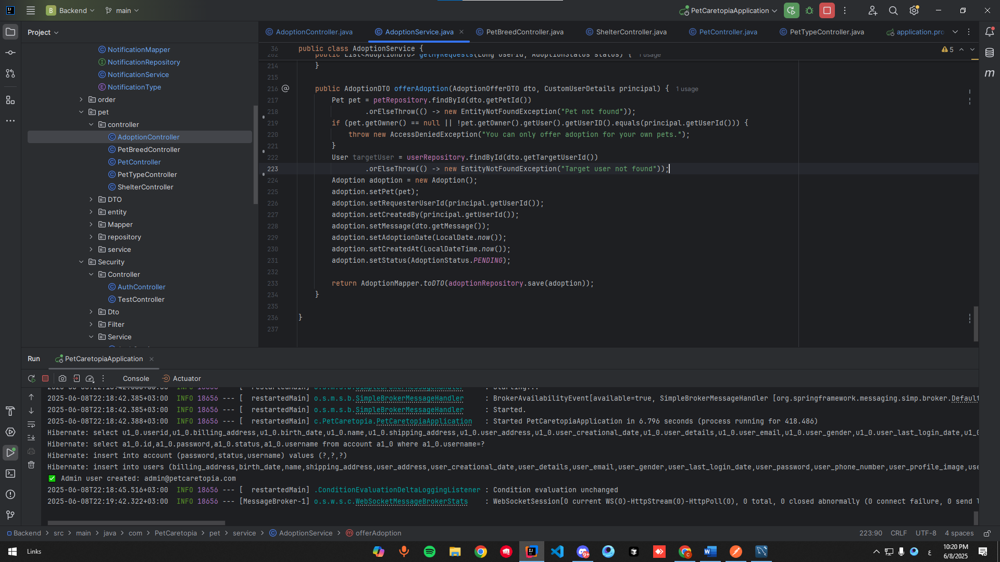 Backend
main
PetCaretopiaApplication
Project
NotificationMapper
NotificationRepository
NotificationService
NotificationType
order
pet
controller
AdoptionController
PetBreedController
PetController
PetTypeController
ShelterController
DTO
entity
Mapper
repository
service
Security
Controller
AuthController
TestController
Dto
Filter
Service
AdoptionController.java
AdoptionService.java
PetBreedController.java
ShelterController.java
PetController.java
PetTypeController.java
application.pro
36 public class AdoptionService {
5
202 public List<AdoptionDTO> getMyRequests(Long userId, AdoptionStatus status) { 1 usage
214 }
215
216 public AdoptionDTO offerAdoption(AdoptionOfferDTO dto, CustomUserDetails principal) { 1 usage
217 Pet pet = petRepository.findById(dto.getPetId())
218 .orElseThrow(() -> new EntityNotFoundException("Pet not found"));
219 if (pet.getOwner() == null || !pet.getOwner().getUser().getUserID().equals(principal.getUserId())) {
220 throw new AccessDeniedException("You can only offer adoption for your own pets.");
221 }
222 User targetUser = userRepository.findById(dto.getTargetUserId())
223 .orElseThrow(() -> new EntityNotFoundException("Target user not found"));
224 Adoption adoption = new Adoption();
225 adoption.setPet(pet);
226 adoption.setRequesterUserId(principal.getUserId());
227 adoption.setCreatedBy(principal.getUserId());
228 adoption.setMessage(dto.getMessage());
229 adoption.setAdoptionDate(LocalDate.now());
230 adoption.setCreatedAt(LocalDateTime.now());
231 adoption.setStatus(AdoptionStatus.PENDING);
232
233 return AdoptionMapper.toDTO(adoptionRepository.save(adoption));
234 }
235
236 }
237
Run PetCaretopiaApplication
Console Actuator
2025-06-08T22:18:42.385+03:00 INFO 18656 --- [ restartedMain] o.s.m.s.b.SimpleBrokerMessageHandler : BrokerAvailabilityEvent[available=true, SimpleBrokerMessageHandler [org.springframework.messaging.simp.broker.Default
2025-06-08T22:18:42.385+03:00 INFO 18656 --- [ restartedMain] o.s.m.s.b.SimpleBrokerMessageHandler : Started.
2025-06-08T22:18:42.388+03:00 INFO 18656 --- [ restartedMain] c.PetCaretopia.PetCaretopiaApplication : Started PetCaretopiaApplication in 6.796 seconds (process running for 418.486)
Hibernate: select u1_0.userid,u1_0.billing_address,u1_0.birth_date,u1_0.name,u1_0.shipping_address,u1_0.user_address,u1_0.user_creational_date,u1_0.user_details,u1_0.user_email,u1_0.user_gender,u1_0.user_last_login_date,u1_0
Hibernate: select a1_0.id,a1_0.password,a1_0.status,a1_0.username from account a1_0 where a1_0.username=?
Hibernate: insert into account (password,status,username) values (?,?,?)
Hibernate: insert into users (billing_address,birth_date,name,shipping_address,user_address,user_creational_date,user_details,user_email,user_gender,user_last_login_date,user_password,user_phone_number,user_profile_image,use
✅ Admin user created: admin@petcaretopia.com
2025-06-08T22:18:45.516+03:00 INFO 18656 --- [ restartedMain] .ConditionEvaluationDeltaLoggingListener : Condition evaluation unchanged
2025-06-08T22:19:42.322+03:00 INFO 18656 --- [MessageBroker-1] o.s.w.s.c.WebSocketMessageBrokerStats : WebSocketSession[0 current WS(0)-HttpStream(0)-HttpPoll(0), 0 total, 0 closed abnormally (0 connect failure, 0 send l
Backend > src > main > java > com > PetCaretopia > pet > service > AdoptionService > offerAdoption
223:90 CRLF UTF-8 4 spaces
Links
ع
10:20 PM
6/8/2025